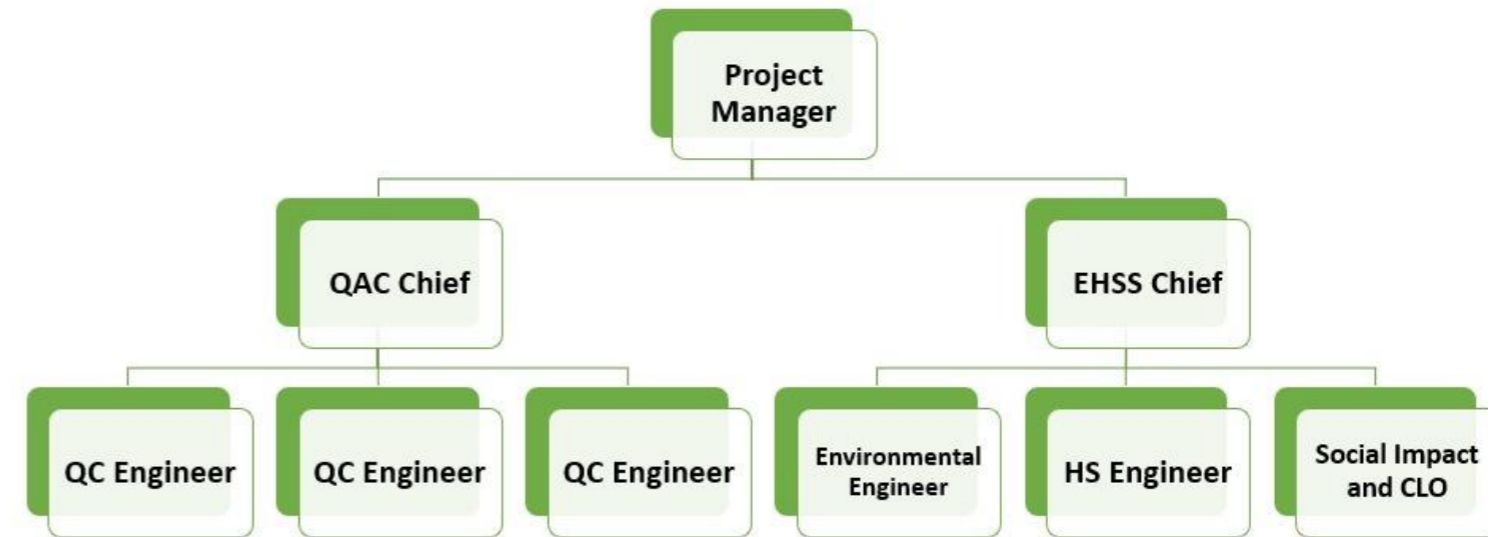 Project
Manager
QAC Chief
EHSS Chief
QC Engineer
QC Engineer
QC Engineer
Environmental
Engineer
HS Engineer
Social Impact
and CLO